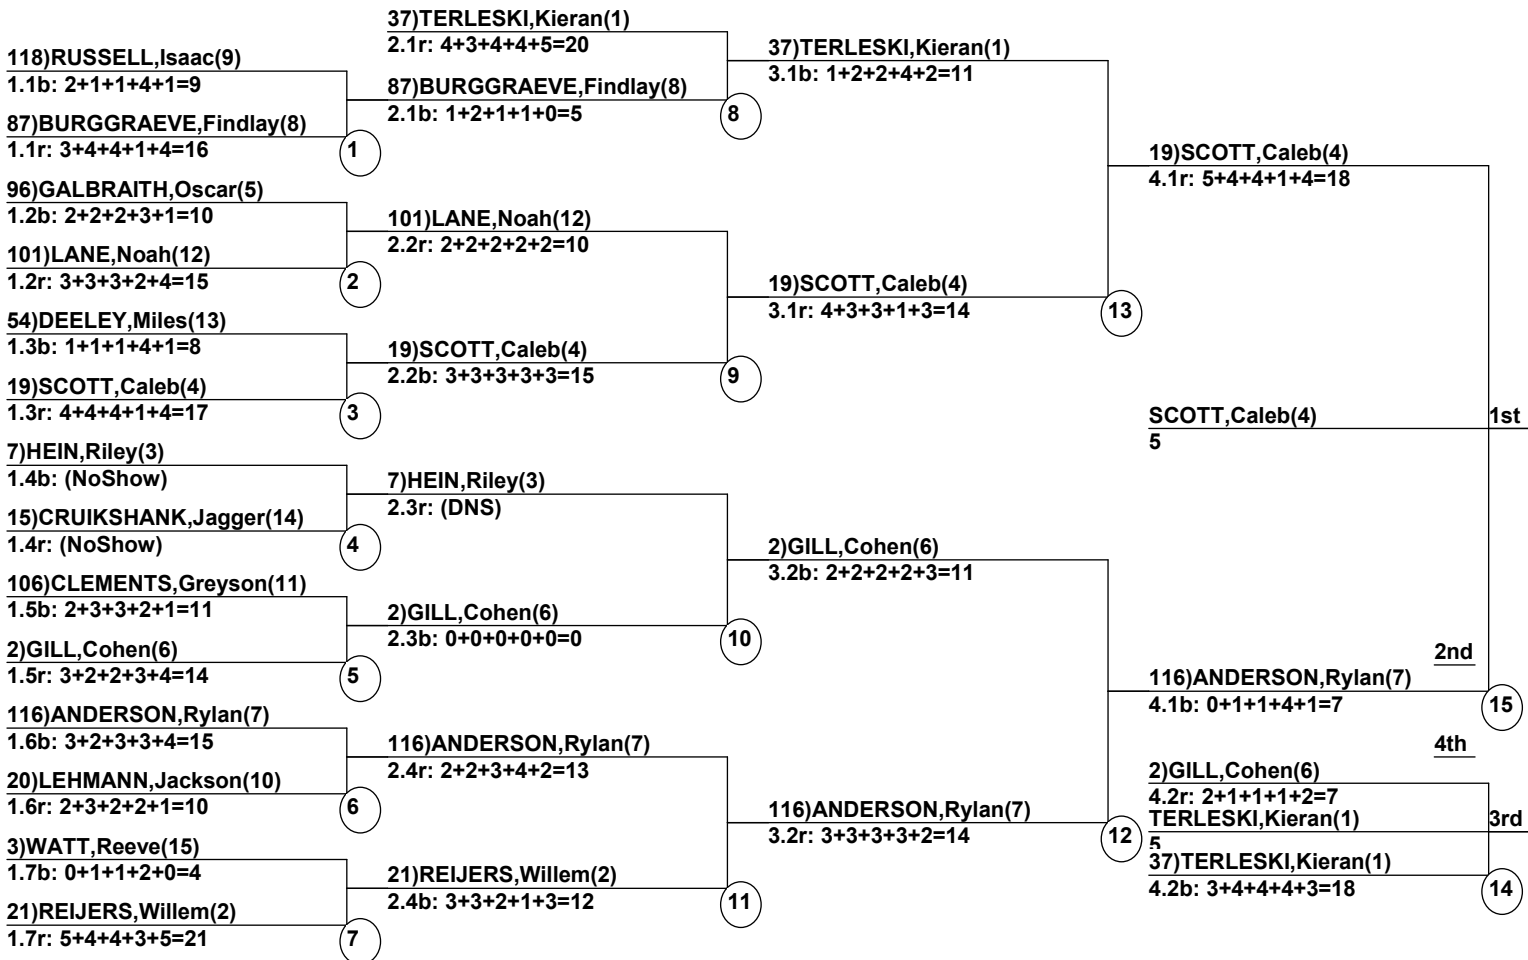 118)RUSSELL,Isaac(9)
1.1b: 2+1+1+4+1=9
87)BURGGRAEVE,Findlay(8)
1.1r: 3+4+4+1+4=16
1
96)GALBRAITH,Oscar(5)
1.2b: 2+2+2+3+1=10
101)LANE,Noah(12)
1.2r: 3+3+3+2+4=15
2
54)DEELEY,Miles(13)
1.3b: 1+1+1+4+1=8
19)SCOTT,Caleb(4)
1.3r: 4+4+4+1+4=17
3
7)HEIN,Riley(3)
1.4b: (NoShow)
15)CRUIKSHANK,Jagger(14)
1.4r: (NoShow)
4
106)CLEMENTS,Greyson(11)
1.5b: 2+3+3+2+1=11
2)GILL,Cohen(6)
1.5r: 3+2+2+3+4=14
5
116)ANDERSON,Rylan(7)
1.6b: 3+2+3+3+4=15
20)LEHMANN,Jackson(10)
1.6r: 2+3+2+2+1=10
6
3)WATT,Reeve(15)
1.7b: 0+1+1+2+0=4
21)REIJERS,Willem(2)
1.7r: 5+4+4+3+5=21
7
37)TERLESKI,Kieran(1)
2.1r: 4+3+4+4+5=20
87)BURGGRAEVE,Findlay(8)
2.1b: 1+2+1+1+0=5
8
101)LANE,Noah(12)
2.2r: 2+2+2+2+2=10
19)SCOTT,Caleb(4)
2.2b: 3+3+3+3+3=15
9
7)HEIN,Riley(3)
2.3r: (DNS)
2)GILL,Cohen(6)
2.3b: 0+0+0+0+0=0
10
116)ANDERSON,Rylan(7)
2.4r: 2+2+3+4+2=13
21)REIJERS,Willem(2)
2.4b: 3+3+2+1+3=12
11
37)TERLESKI,Kieran(1)
3.1b: 1+2+2+4+2=11
19)SCOTT,Caleb(4)
3.1r: 4+3+3+1+3=14
13
2)GILL,Cohen(6)
3.2b: 2+2+2+2+3=11
116)ANDERSON,Rylan(7)
3.2r: 3+3+3+3+2=14
12
19)SCOTT,Caleb(4)
4.1r: 5+4+4+1+4=18
SCOTT,Caleb(4) 1st
5
2nd
116)ANDERSON,Rylan(7)
4.1b: 0+1+1+4+1=7
15
4th
2)GILL,Cohen(6)
4.2r: 2+1+1+1+2=7
TERLESKI,Kieran(1) 3rd
5
37)TERLESKI,Kieran(1)
4.2b: 3+4+4+4+3=18
14